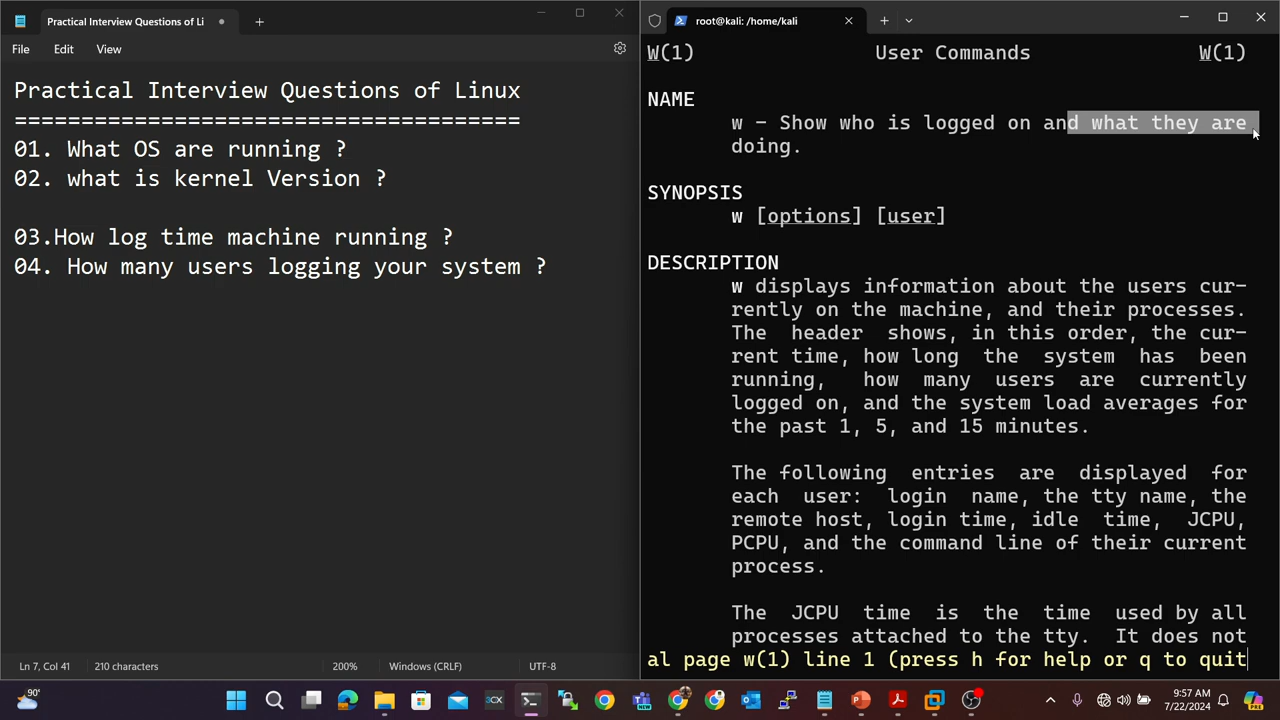 Practical Interview Questions of Li
File Edit View
Practical Interview Questions of Linux
======================================
01. What OS are running ?
02. what is kernel Version ?
03.How log time machine running ?
04. How many users logging your system ?
Ln 7, Col 41 210 characters 200% Windows (CRLF) UTF-8
root@kali: /home/kali
W(1) User Commands W(1)
NAME
w - Show who is logged on and what they are
doing.
SYNOPSIS
w [options] [user]
DESCRIPTION
w displays information about the users cur-
rently on the machine, and their processes.
The header shows, in this order, the cur-
rent time, how long the system has been
running, how many users are currently
logged on, and the system load averages for
the past 1, 5, and 15 minutes.
The following entries are displayed for
each user: login name, the tty name, the
remote host, login time, idle time, JCPU,
PCPU, and the command line of their current
process.
The JCPU time is the time used by all
processes attached to the tty. It does not
al page w(1) line 1 (press h for help or q to quit
90°
9:57 AM
7/22/2024